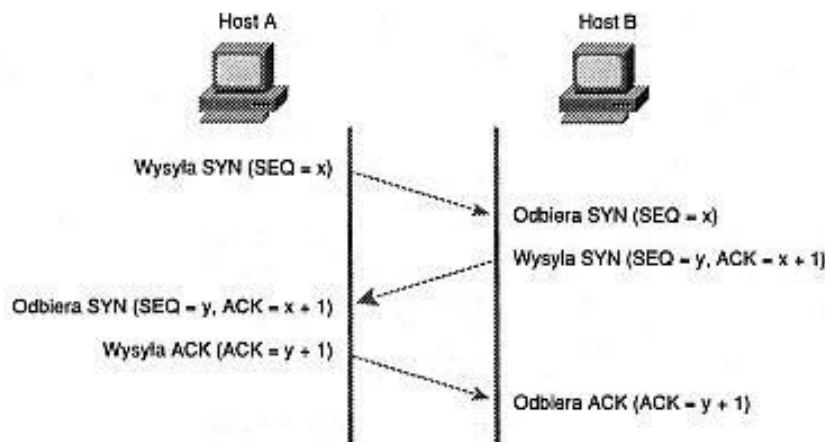 Host A
Host B
Wysyła SYN (SEQ = x)
Odbiera SYN (SEQ = x)
Wysyła SYN (SEQ = y, ACK = x + 1)
Odbiera SYN (SEQ = y, ACK = x + 1)
Wysyła ACK (ACK = y + 1)
Odbiera ACK (ACK = y + 1)